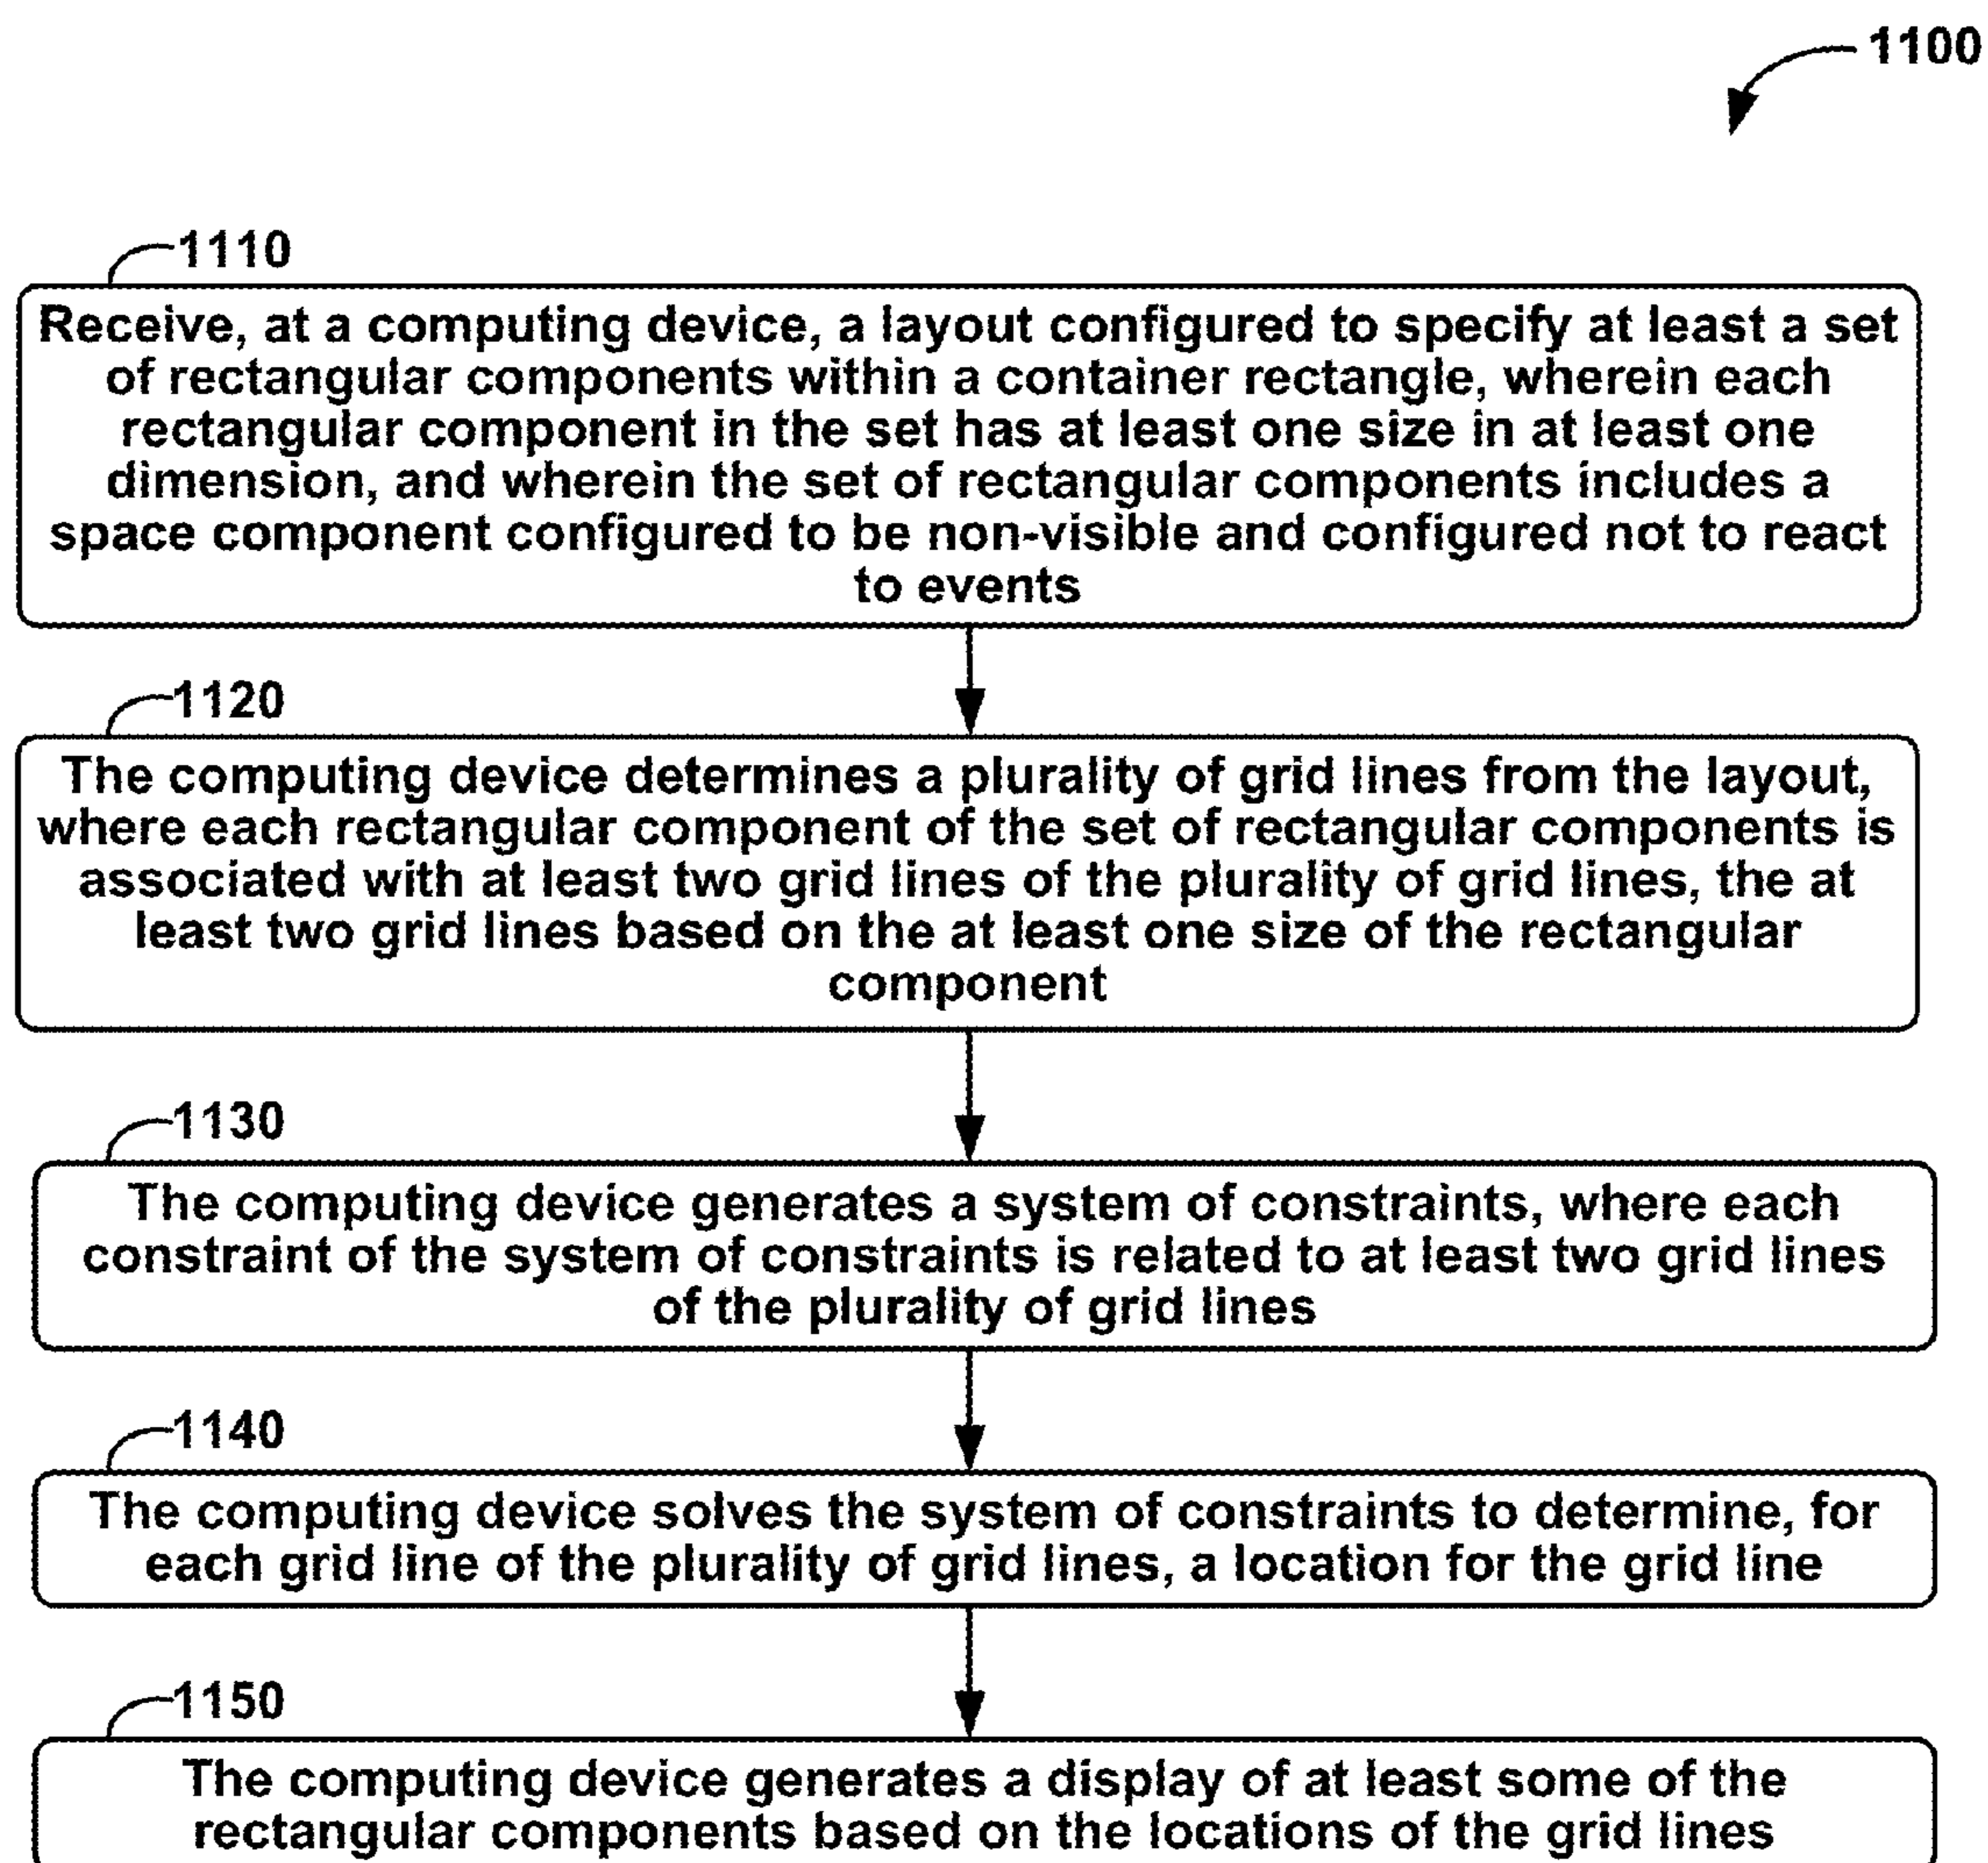 1100
1110
Receive, at a computing device, a layout configured to specify at least a set
of rectangular components within a container rectangle, wherein each
rectangular component in the set has at least one size in at least one
dimension, and wherein the set of rectangular components includes a
space component configured to be non-visible and configured not to react
to events
1120
The computing device determines a plurality of grid lines from the layout,
where each rectangular component of the set of rectangular components is
associated with at least two grid lines of the plurality of grid lines, the at
least two grid lines based on the at least one size of the rectangular
component
1130
The computing device generates a system of constraints, where each
constraint of the system of constraints is related to at least two grid lines
of the plurality of grid lines
1140
The computing device solves the system of constraints to determine, for
each grid line of the plurality of grid lines, a location for the grid line
1150
The computing device generates a display of at least some of the
rectangular components based on the locations of the grid lines